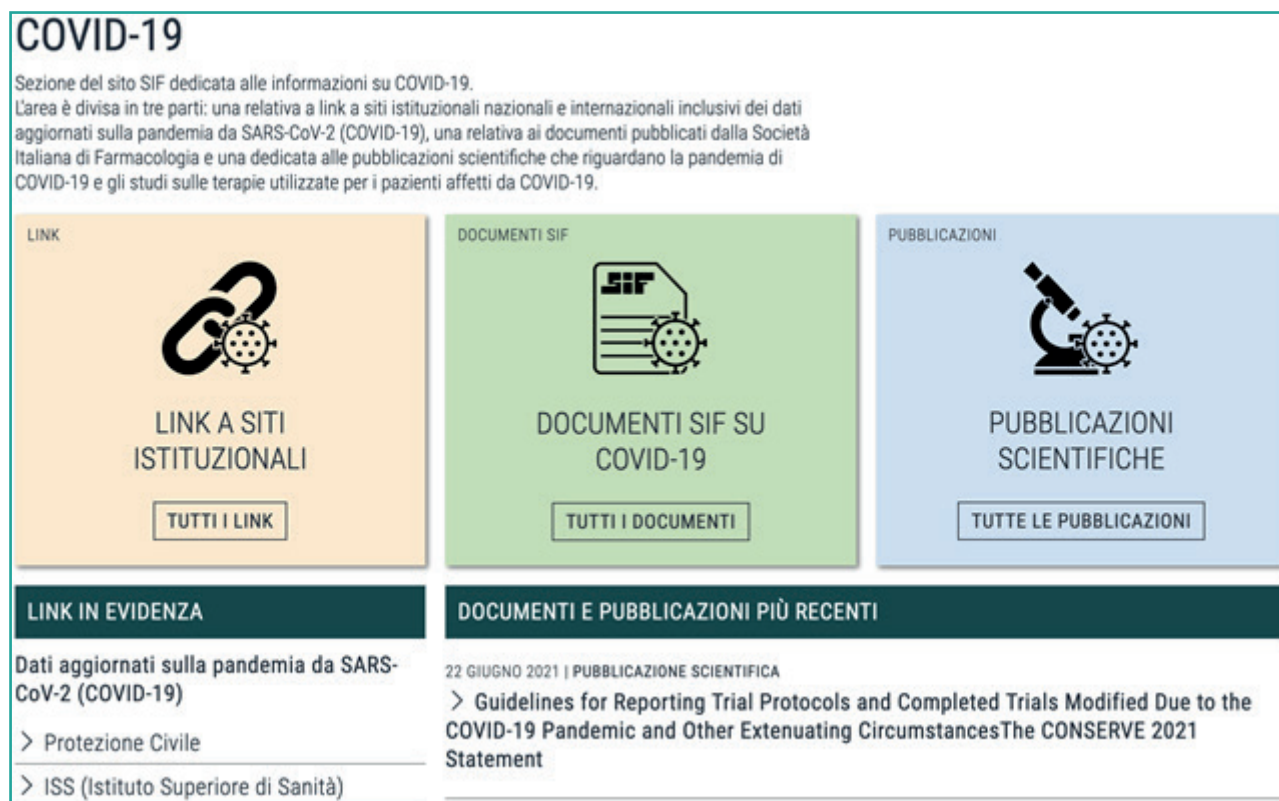 COVID-19
Sezione del sito SIF dedicata alle informazioni su COVID-19.
L'area è divisa in tre parti: una relativa a link a siti istituzionali nazionali e internazionali inclusivi dei dati
aggiornati sulla pandemia da SARS-CoV-2 (COVID-19), una relativa ai documenti pubblicati dalla Società
Italiana di Farmacologia e una dedicata alle pubblicazioni scientifiche che riguardano la pandemia di
COVID-19 e gli studi sulle terapie utilizzate per i pazienti affetti da COVID-19.
LINK
LINK A SITI
ISTITUZIONALI
TUTTI I LINK
DOCUMENTI SIF
SIF
DOCUMENTI SIF SU
COVID-19
TUTTI I DOCUMENTI
PUBBLICAZIONI
PUBBLICAZIONI
SCIENTIFICHE
TUTTE LE PUBBLICAZIONI
LINK IN EVIDENZA
Dati aggiornati sulla pandemia da SARS-
CoV-2 (COVID-19)
> Protezione Civile
> ISS (Istituto Superiore di Sanità)
DOCUMENTI E PUBBLICAZIONI PIÙ RECENTI
22 GIUGNO 2021 | PUBBLICAZIONE SCIENTIFICA
> Guidelines for Reporting Trial Protocols and Completed Trials Modified Due to the
COVID-19 Pandemic and Other Extenuating CircumstancesThe CONSERVE 2021
Statement